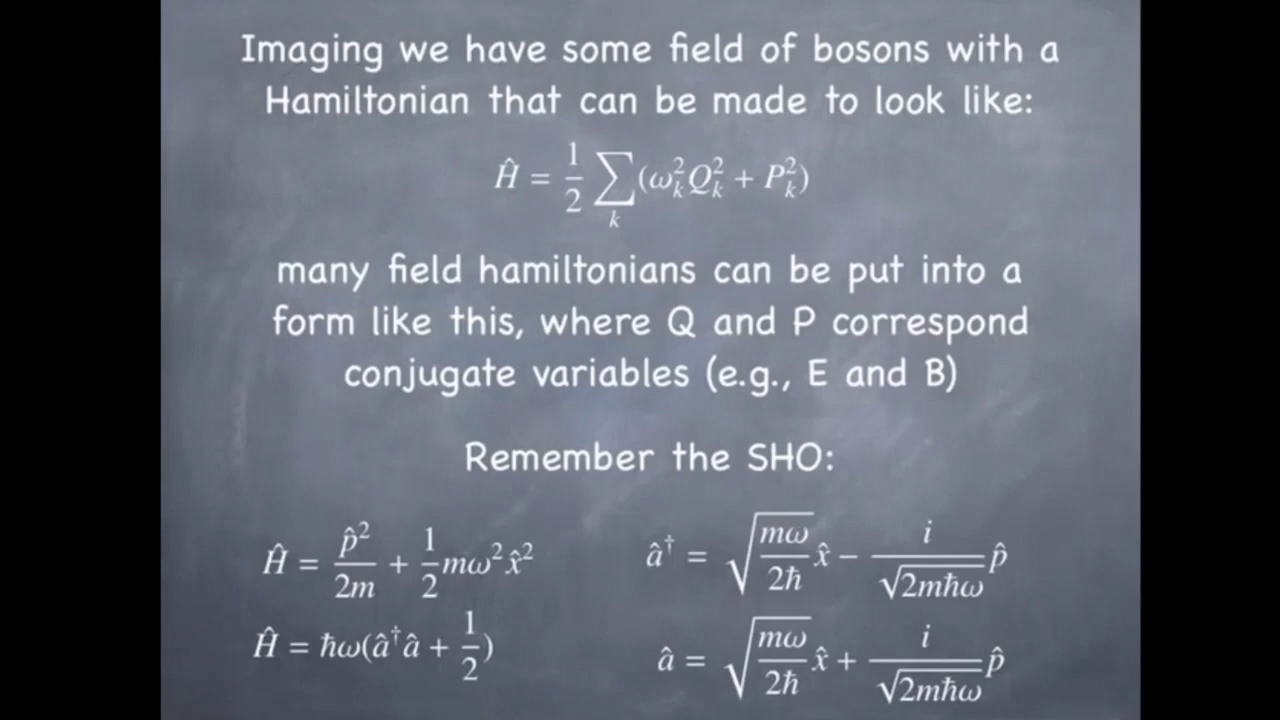 Imaging we have some field of bosons with a
Hamiltonian that can be made to look like:
Ĥ = 1/2 ∑_k (ω_k² Q_k² + P_k²)
many field hamiltonians can be put into a
form like this, where Q and P correspond
conjugate variables (e.g., E and B)
Remember the SHO:
Ĥ = p̂²/2m + 1/2 mω²x̂²
â† = √(mω/2ħ) x̂ − i/√(2mħω) p̂
Ĥ = ħω(â†â + 1/2)
â = √(mω/2ħ) x̂ + i/√(2mħω) p̂